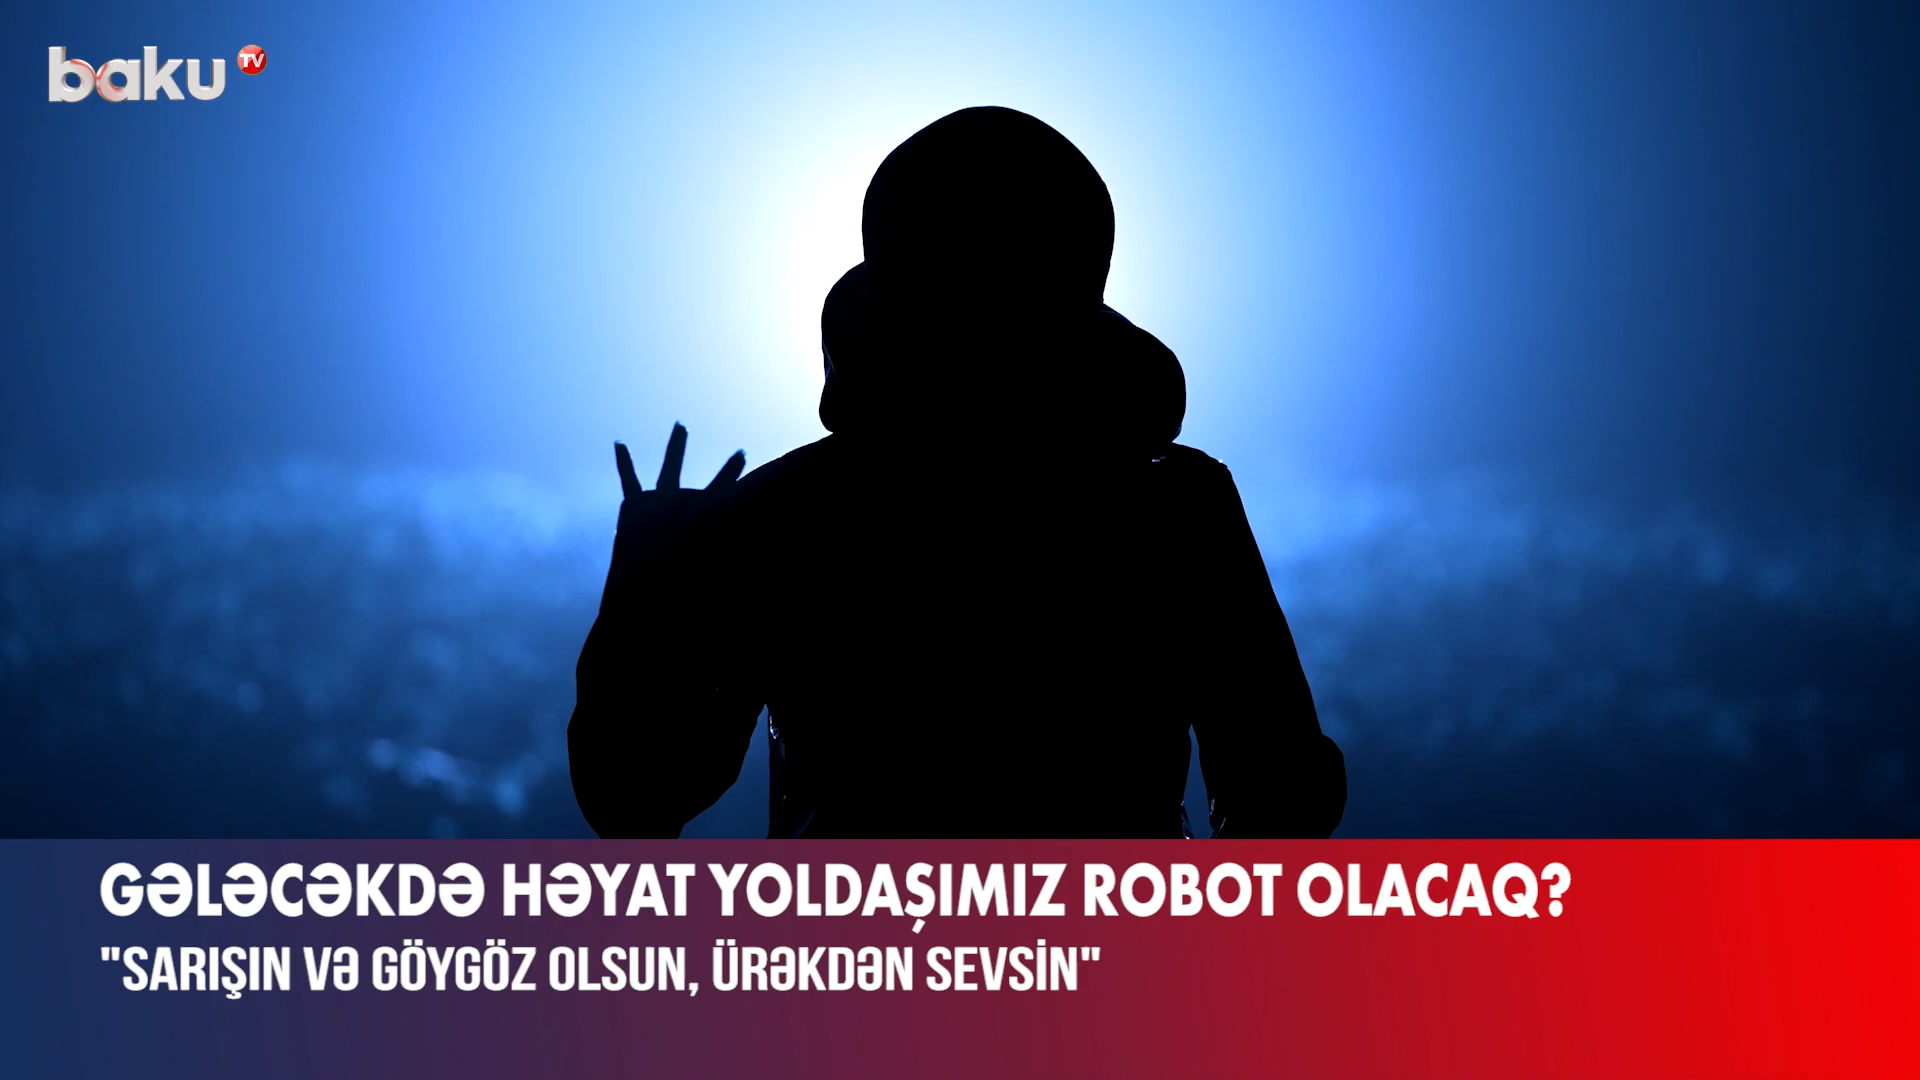 baku TV
GƏLƏCƏKDƏ HƏYAT YOLDAŞIMIZ ROBOT OLACAQ?
"SARIŞIN VƏ GÖYGÖZ OLSUN, ÜRƏKDƏN SEVSİN"